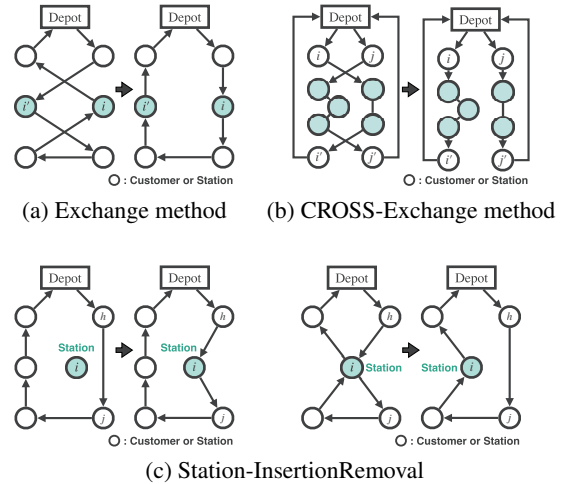 Depot
Depot
i'
i
i'
i
: Customer or Station
(a) Exchange method
Depot
Depot
i
j
i
j
i'
j'
i'
j'
: Customer or Station
(b) CROSS-Exchange method
Depot
Depot
h
h
Station
i
Station
i
j
j
: Customer or Station
Depot
Depot
h
h
i
Station
Station
i
j
j
: Customer or Station
(c) Station-InsertionRemoval